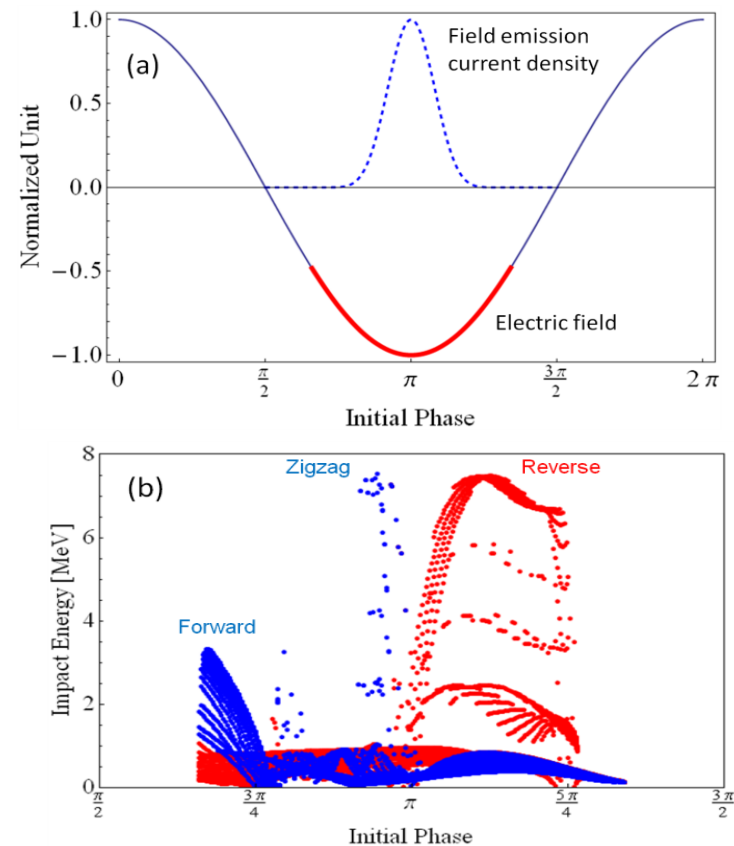 (a)
Field emission
current density
Electric field
Normalized Unit
1.0
0.5
0.0
−0.5
−1.0
0
π/2
π
3π/2
2π
Initial Phase
(b)
Zigzag
Reverse
Forward
Impact Energy [MeV]
8
6
4
2
0
π/2
3π/4
π
5π/4
3π/2
Initial Phase